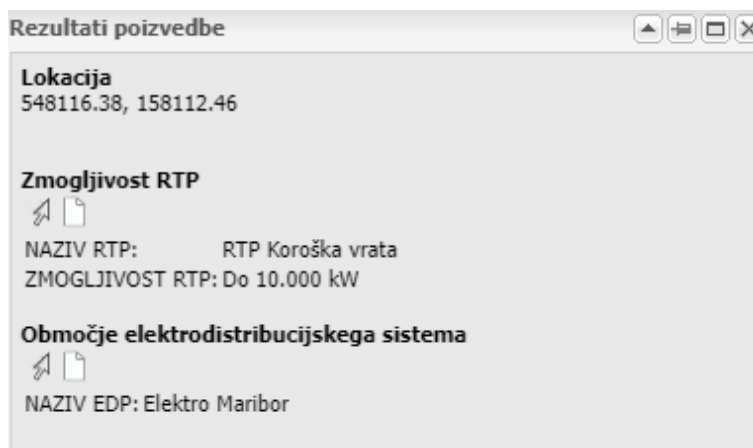 Rezultati poizvedbe
Lokacija
548116.38, 158112.46
Zmogljivost RTP
NAZIV RTP: RTP Koroška vrata
ZMOGLJIVOST RTP: Do 10.000 kW
Območje elektrodistribucijskega sistema
NAZIV EDP: Elektro Maribor